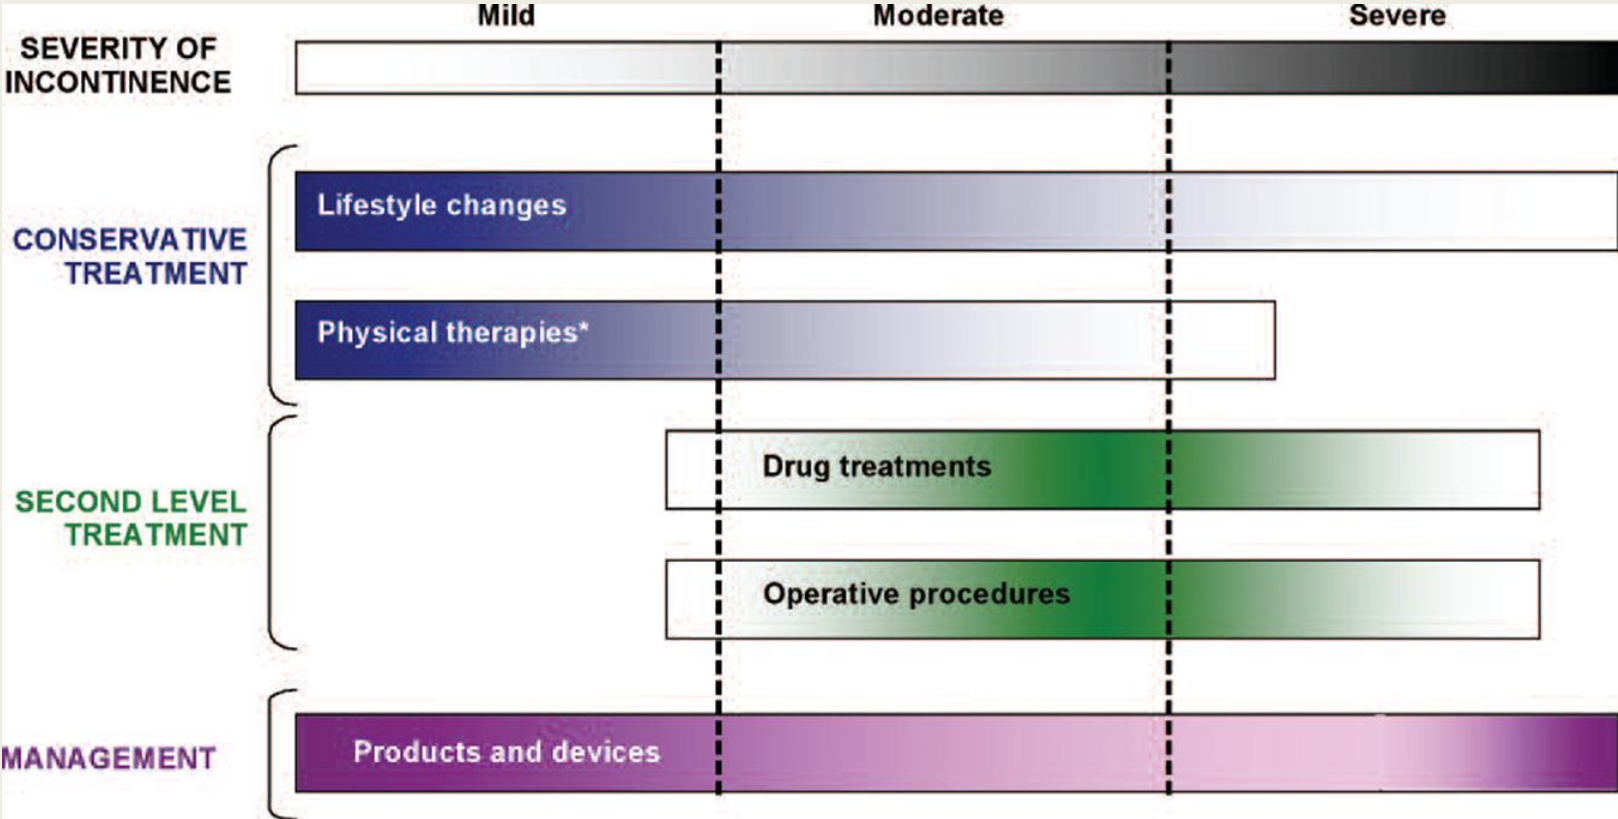 Mild Moderate Severe
SEVERITY OF
INCONTINENCE
CONSERVATIVE
TREATMENT
Lifestyle changes
Physical therapies*
SECOND LEVEL
TREATMENT
Drug treatments
Operative procedures
MANAGEMENT
Products and devices